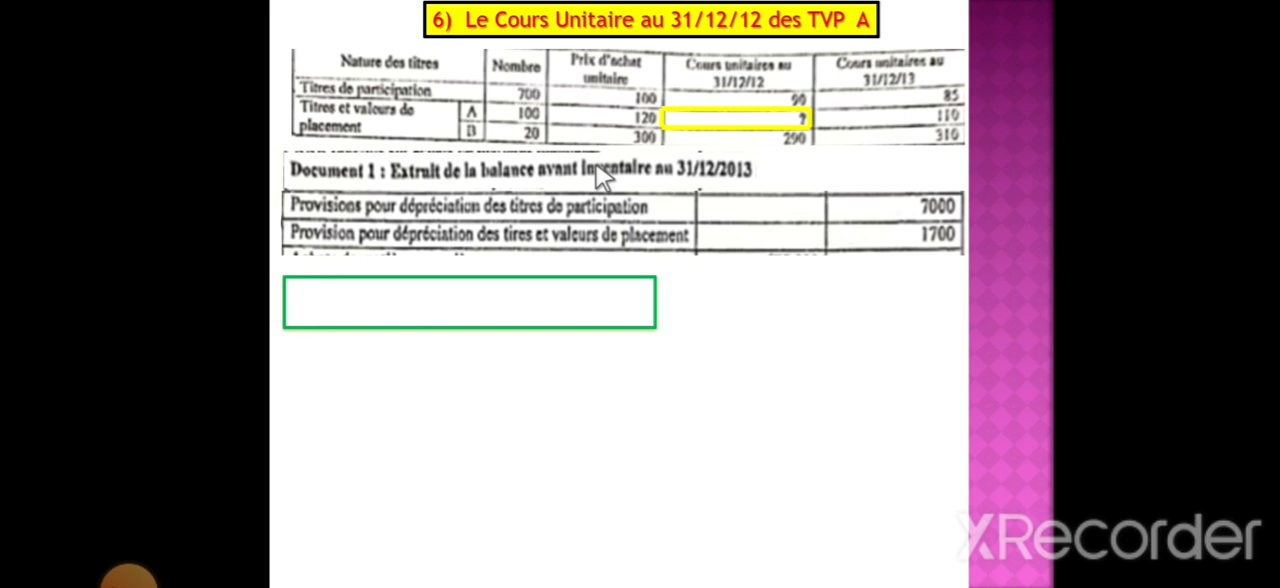 6) Le Cours Unitaire au 31/12/12 des TVP A
Nature des titres Nombre Prix d'achat unitaire Cours unitaires au 31/12/12 Cours unitaires au 31/12/13
Titres de participation 700 100 90 85
Titres et valeurs de placement A 100 120 ? 110
B 20 300 290 310
Document 1 : Extrait de la balance avant inventaire au 31/12/2013
Provisions pour dépréciation des titres de participation 7000
Provision pour dépréciation des tires et valeurs de placement 1700
XRecorder